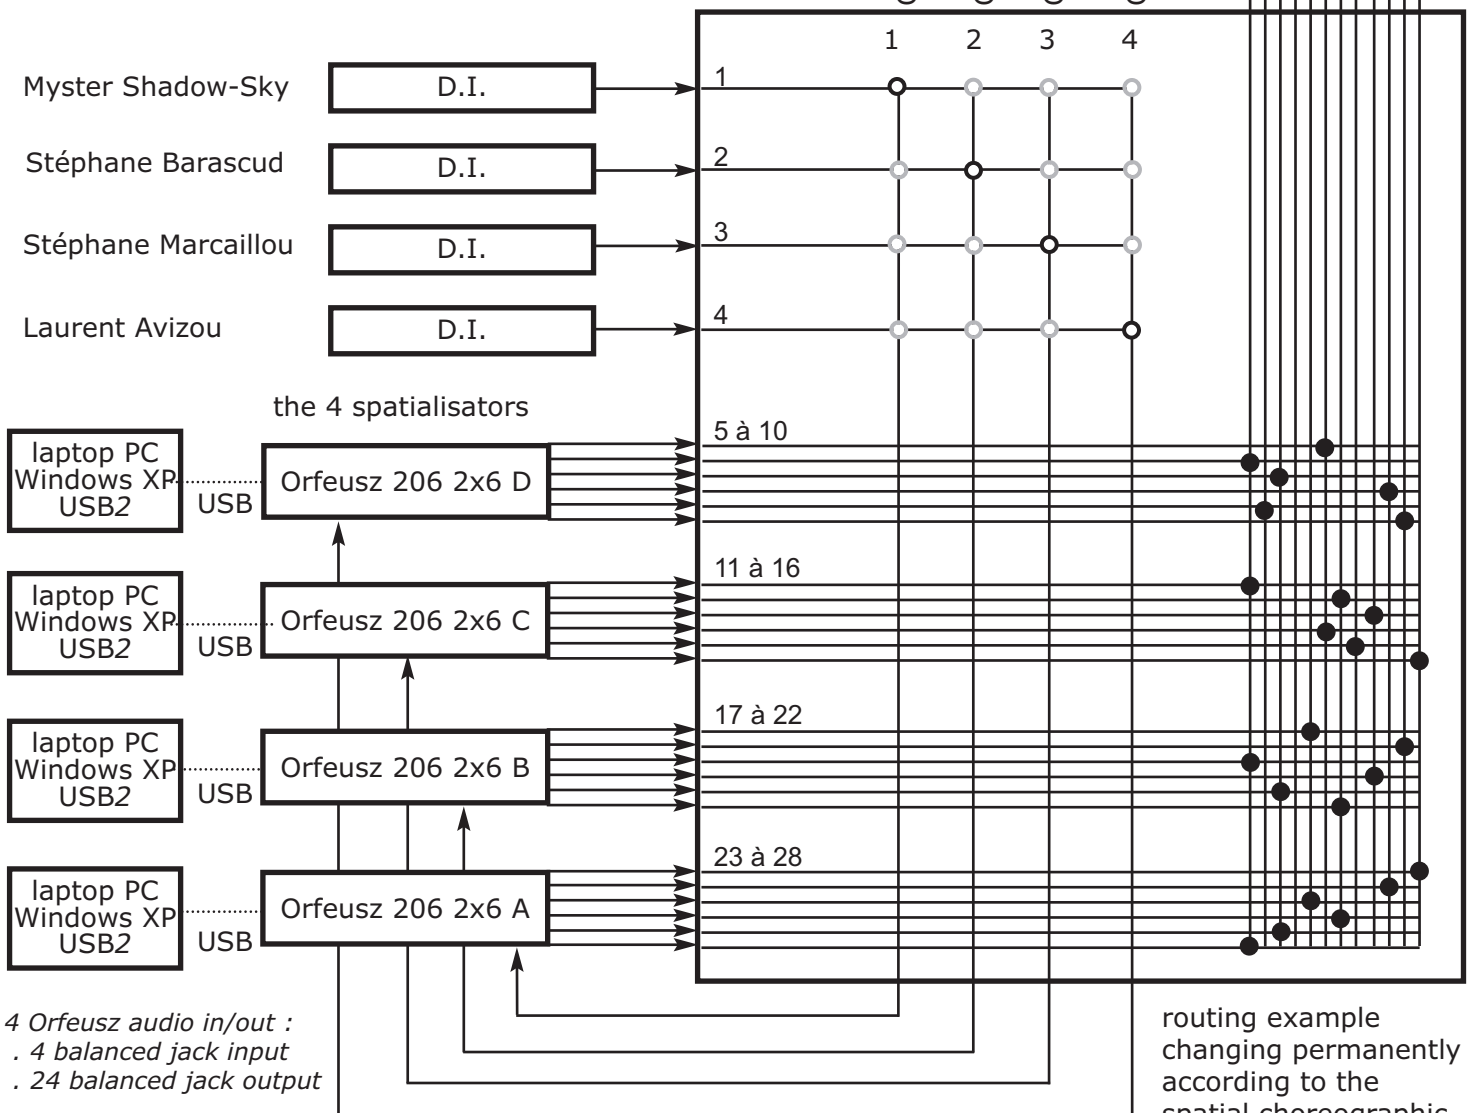 1 2 3 4
Myster Shadow-Sky D.I. 1
Stéphane Barascud D.I. 2
Stéphane Marcaillou D.I. 3
Laurent Avizou D.I. 4
the 4 spatialisators
laptop PC
Windows XP
USB2
USB
Orfeusz 206 2x6 D
5 à 10
laptop PC
Windows XP
USB2
USB
Orfeusz 206 2x6 C
11 à 16
laptop PC
Windows XP
USB2
USB
Orfeusz 206 2x6 B
17 à 22
laptop PC
Windows XP
USB2
USB
Orfeusz 206 2x6 A
23 à 28
4 Orfeusz audio in/out :
. 4 balanced jack input
. 24 balanced jack output
routing example
changing permanently
according to the
spatial choreographic